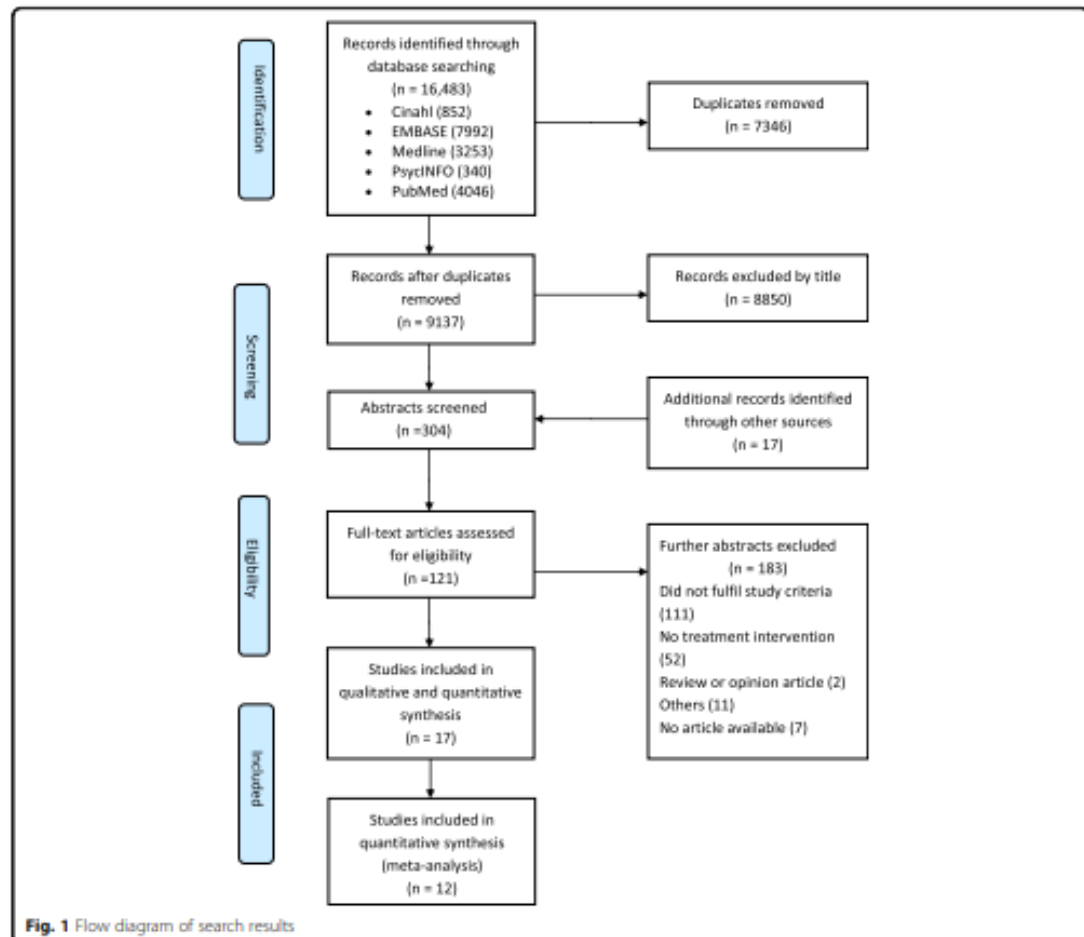 Identification
Records identified through
database searching
(n = 16,483)
• Cinahl (852)
• EMBASE (7992)
• Medline (3253)
• PsycINFO (340)
• PubMed (4046)
Duplicates removed
(n = 7346)
Screening
Records after duplicates
removed
(n = 9137)
Records excluded by title
(n = 8850)
Abstracts screened
(n =304)
Additional records identified
through other sources
(n = 17)
Eligibility
Full-text articles assessed
for eligibility
(n =121)
Further abstracts excluded
(n = 183)
Did not fulfil study criteria
(111)
No treatment intervention
(52)
Review or opinion article (2)
Others (11)
No article available (7)
Included
Studies included in
qualitative and quantitative
synthesis
(n = 17)
Studies included in
quantitative synthesis
(meta-analysis)
(n = 12)
Fig. 1 Flow diagram of search results